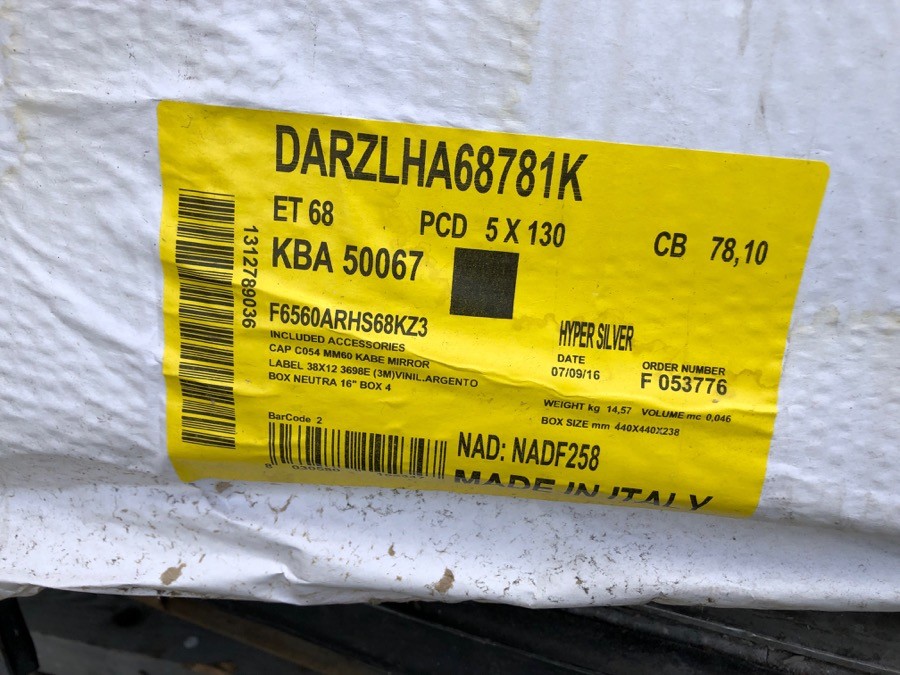 DARZLHA68781K
ET 68 PCD 5 X 130 CB 78,10
KBA 50067
1312789036
F6560ARHS68KZ3 HYPER SILVER
INCLUDED ACCESSORIES
CAP C054 MM60 KABE MIRROR
LABEL 38X12 3698E (3M)VINIL.ARGENTO
BOX NEUTRA 16" BOX 4
DATE ORDER NUMBER
07/09/16 F 053776
WEIGHT kg 14,57 VOLUME mc 0,046
BOX SIZE mm 440X440X238
BarCode 2
NAD: NADF258
MADE IN ITALY